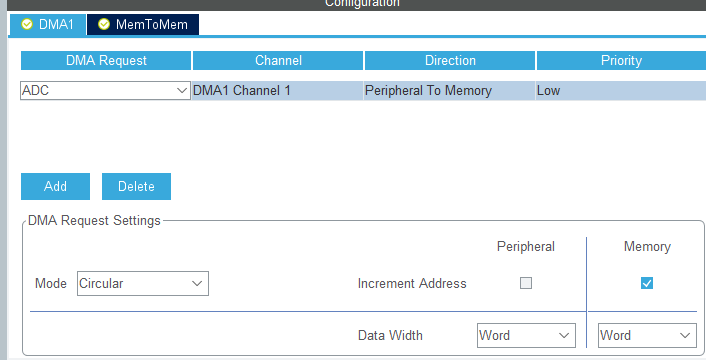 Configuration
DMA1 MemToMem
DMA Request Channel Direction Priority
ADC DMA1 Channel 1 Peripheral To Memory Low
Add Delete
DMA Request Settings
Peripheral Memory
Mode Circular Increment Address
Data Width Word Word